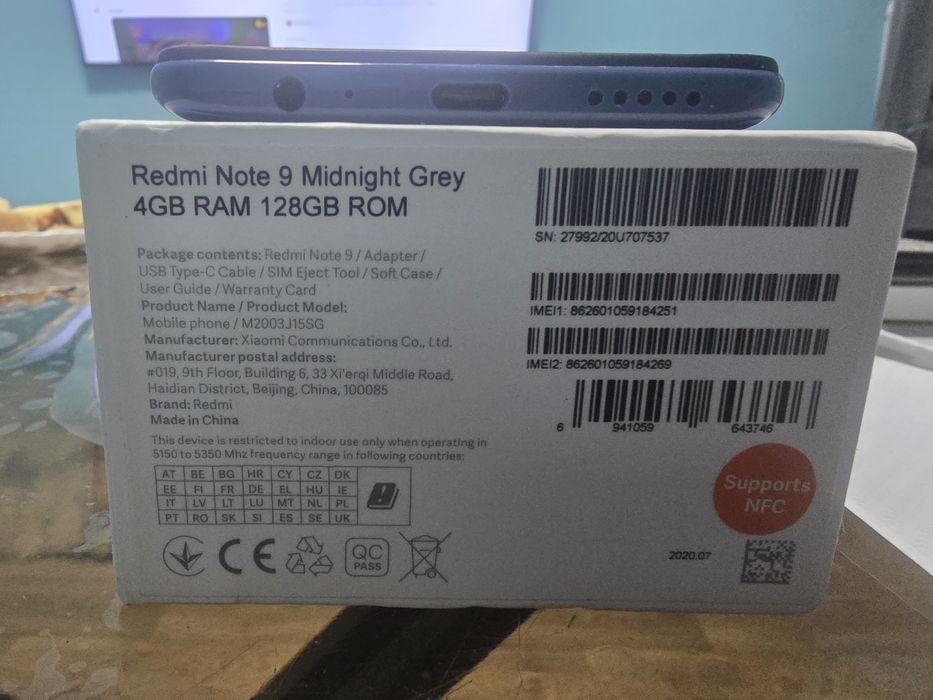 Redmi Note 9 Midnight Grey
4GB RAM 128GB ROM
Package contents: Redmi Note 9 / Adapter /
USB Type-C Cable / SIM Eject Tool / Soft Case /
User Guide / Warranty Card
Product Name / Product Model:
Mobile phone / M2003J15SG
Manufacturer: Xiaomi Communications Co., Ltd.
Manufacturer postal address:
#019, 9th Floor, Building 6, 33 Xi'erqi Middle Road,
Haidian District, Beijing, China, 100085
Brand: Redmi
Made in China
This device is restricted to indoor use only when operating in
5150 to 5350 Mhz frequency range in following countries:
AT BE BG HR CY CZ DK
EE FI FR DE EL HU IE
IT LV LT LU MT NL PL
PT RO SK SI ES SE UK
CE
QC
PASS
SN: 27992/20U707537
IMEI1: 862601059184251
IMEI2: 862601059184269
6 941059 643746
Supports
NFC
2020.07